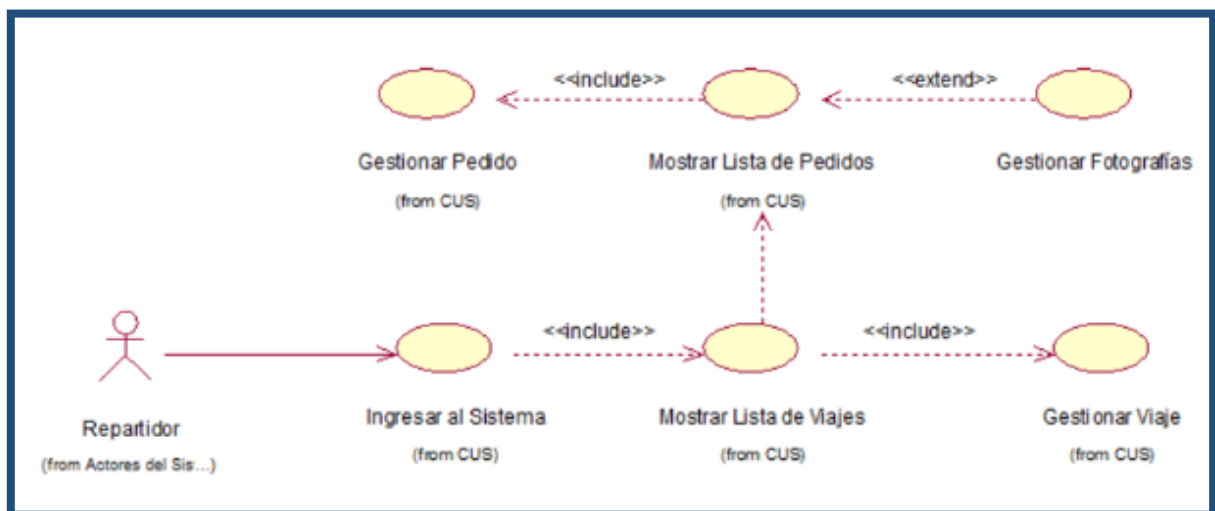 <<include>>
<<extend>>
Gestionar Pedido
Mostrar Lista de Pedidos
Gestionar Fotografías
(from CUS)
(from CUS)
<<include>>
<<include>>
Repartidor
Ingresar al Sistema
Mostrar Lista de Viajes
Gestionar Viaje
(from Actores del Sis...)
(from CUS)
(from CUS)
(from CUS)